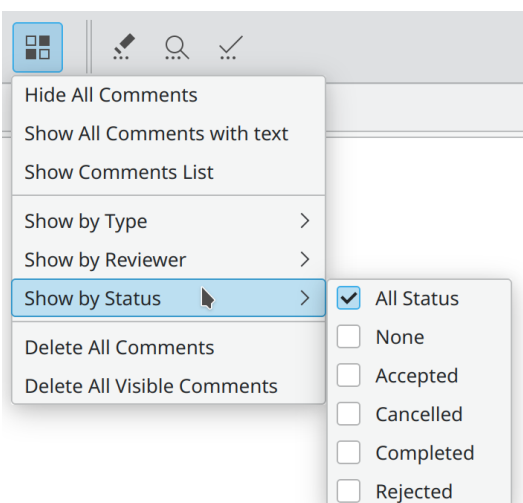 Hide All Comments
Show All Comments with text
Show Comments List
Show by Type
Show by Reviewer
Show by Status
Delete All Comments
Delete All Visible Comments
All Status
None
Accepted
Cancelled
Completed
Rejected